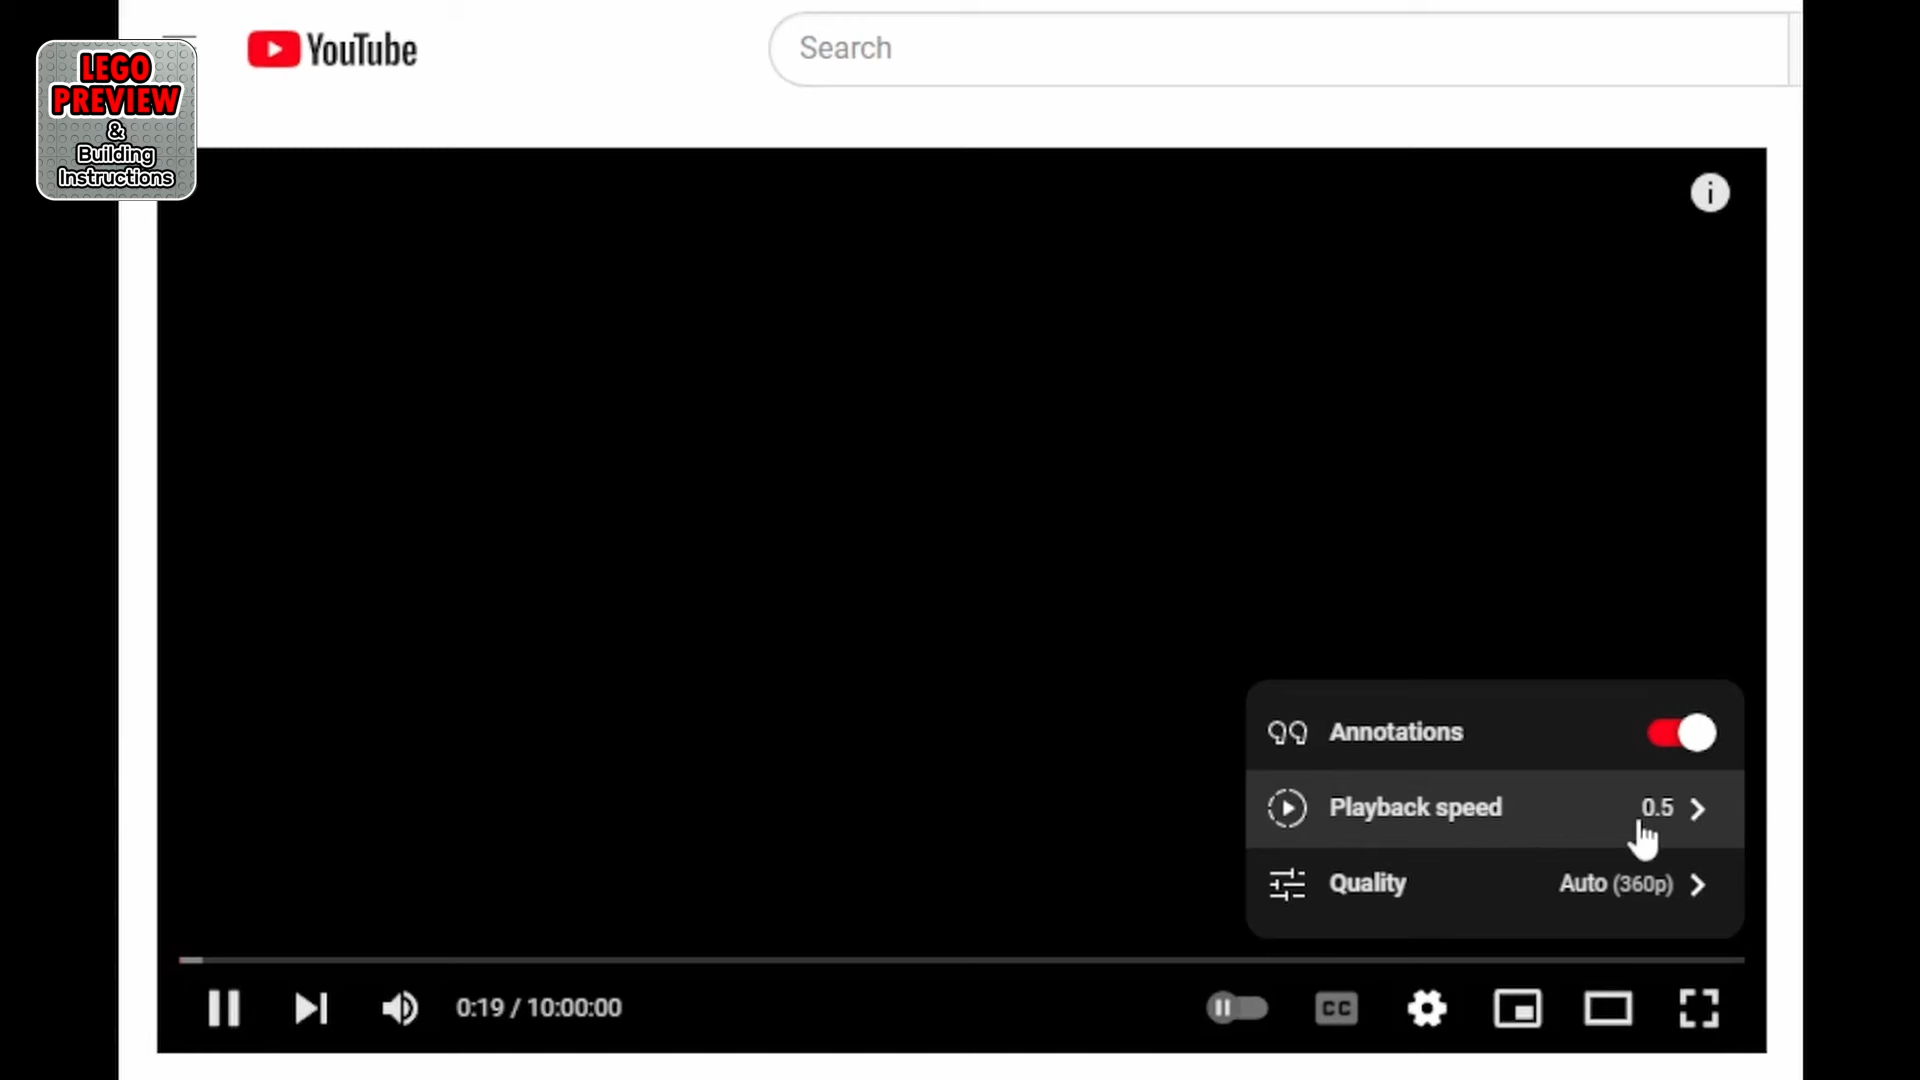 LEGO
PREVIEW
&
Building
Instructions
YouTube
Search
i
Annotations
Playback speed 0.5
Quality Auto (360p)
0:19 / 10:00:00
CC